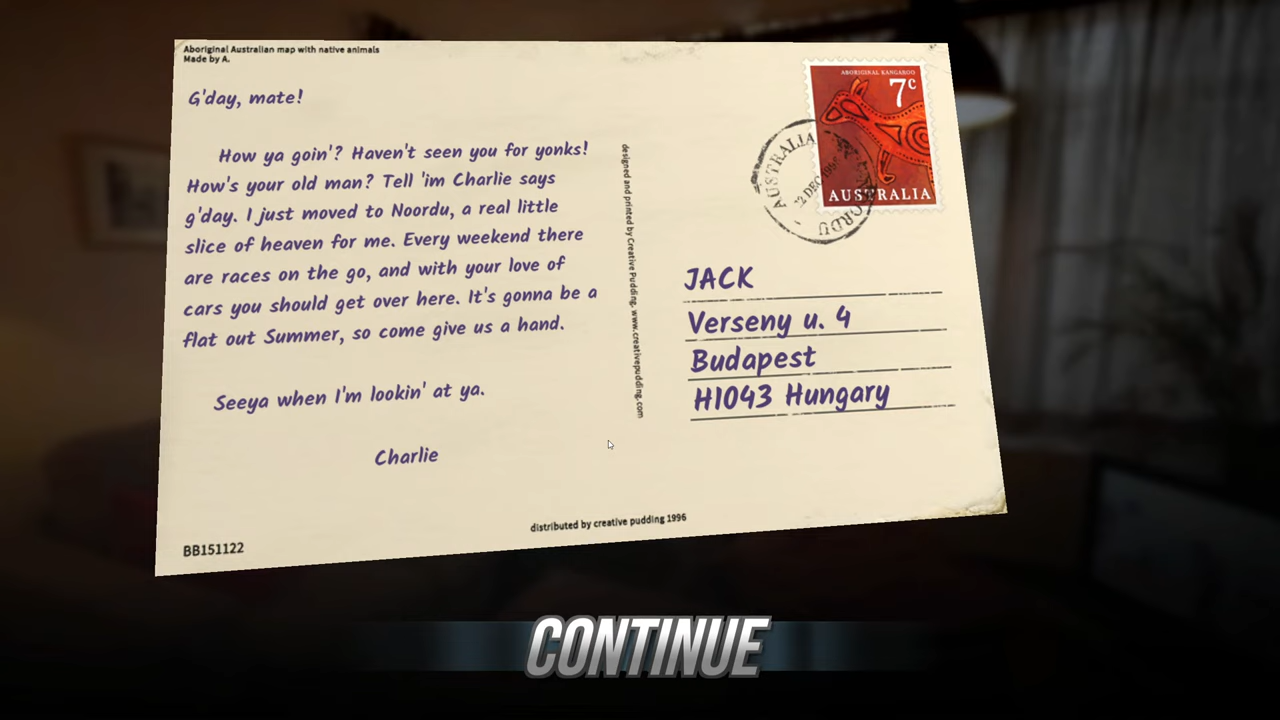 Aboriginal Australian map with native animals
Made by A.
G'day, mate!
How ya goin'? Haven't seen you for yonks!
How's your old man? Tell 'im Charlie says
g'day. I just moved to Noordu, a real little
slice of heaven for me. Every weekend there
are races on the go, and with your love of
cars you should get over here. It's gonna be a
flat out Summer, so come give us a hand.
Seeya when I'm lookin' at ya.
Charlie
BB151122
designed and printed by Creative Pudding. www.creativepudding.com
distributed by creative pudding 1996
ABORIGINAL KANGAROO
7c
AUSTRALIA
AUSTRALIA
DEC
JACK
Verseny u. 4
Budapest
H1043 Hungary
CONTINUE